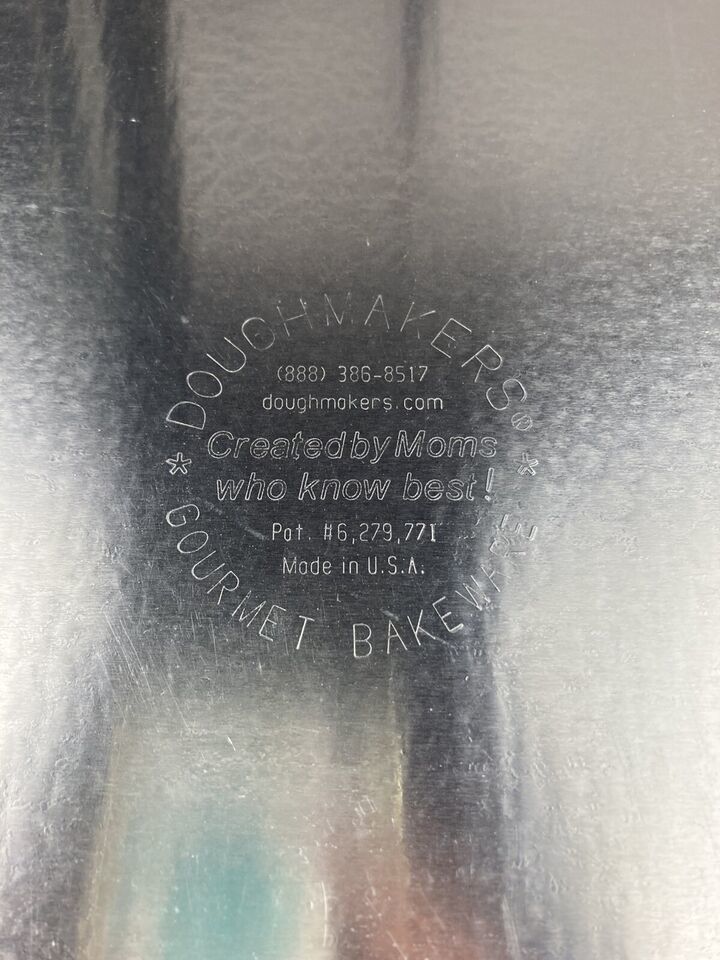 DOUGHMAKERS®
(888) 386-8517
doughmakers.com
Created by Moms
who know best!
Pat. #6,279,771
Made in U.S.A.
* GOURMET BAKEWARE *